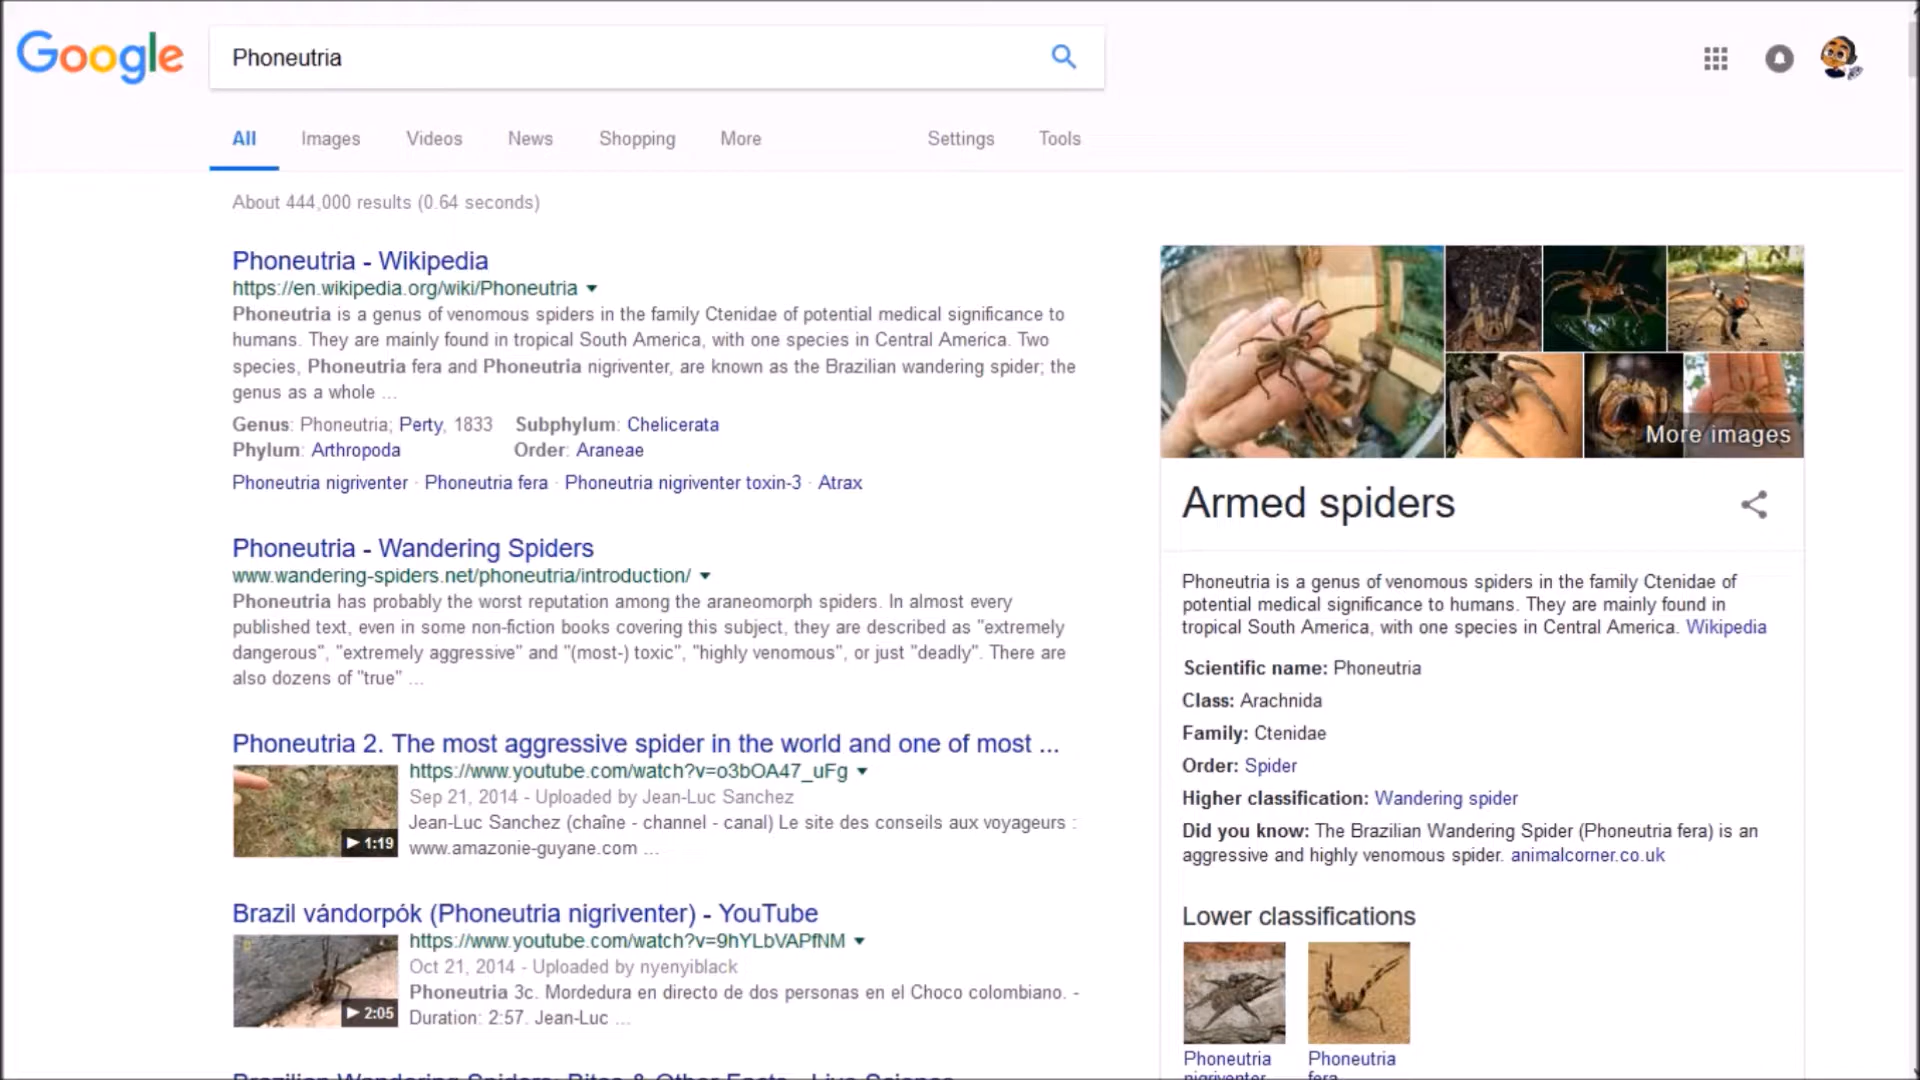 Google
Phoneutria
All Images Videos News Shopping More Settings Tools
About 444,000 results (0.64 seconds)
Phoneutria - Wikipedia
https://en.wikipedia.org/wiki/Phoneutria
Phoneutria is a genus of venomous spiders in the family Ctenidae of potential medical significance to
humans. They are mainly found in tropical South America, with one species in Central America. Two
species, Phoneutria fera and Phoneutria nigriventer, are known as the Brazilian wandering spider; the
genus as a whole ...
Genus: Phoneutria; Perty, 1833 Subphylum: Chelicerata
Phylum: Arthropoda Order: Araneae
Phoneutria nigriventer · Phoneutria fera · Phoneutria nigriventer toxin-3 · Atrax
Phoneutria - Wandering Spiders
www.wandering-spiders.net/phoneutria/introduction/
Phoneutria has probably the worst reputation among the araneomorph spiders. In almost every
published text, even in some non-fiction books covering this subject, they are described as "extremely
dangerous", "extremely aggressive" and "(most-) toxic", "highly venomous", or just "deadly". There are
also dozens of "true" ...
Phoneutria 2. The most aggressive spider in the world and one of most ...
https://www.youtube.com/watch?v=o3bOA47_uFg
Sep 21, 2014 - Uploaded by Jean-Luc Sanchez
Jean-Luc Sanchez (chaîne - channel - canal) Le site des conseils aux voyageurs :
www.amazonie-guyane.com ...
1:19
Brazil vándorpók (Phoneutria nigriventer) - YouTube
https://www.youtube.com/watch?v=9hYLbVAPfNM
Oct 21, 2014 - Uploaded by nyenyiblack
Phoneutria 3c. Mordedura en directo de dos personas en el Choco colombiano. -
Duration: 2:57. Jean-Luc ...
2:05
Brazilian Wandering Spiders: Bites & Other Facts - Live Science
More images
Armed spiders
Phoneutria is a genus of venomous spiders in the family Ctenidae of
potential medical significance to humans. They are mainly found in
tropical South America, with one species in Central America. Wikipedia
Scientific name: Phoneutria
Class: Arachnida
Family: Ctenidae
Order: Spider
Higher classification: Wandering spider
Did you know: The Brazilian Wandering Spider (Phoneutria fera) is an
aggressive and highly venomous spider. animalcorner.co.uk
Lower classifications
Phoneutria nigriventer
Phoneutria fera